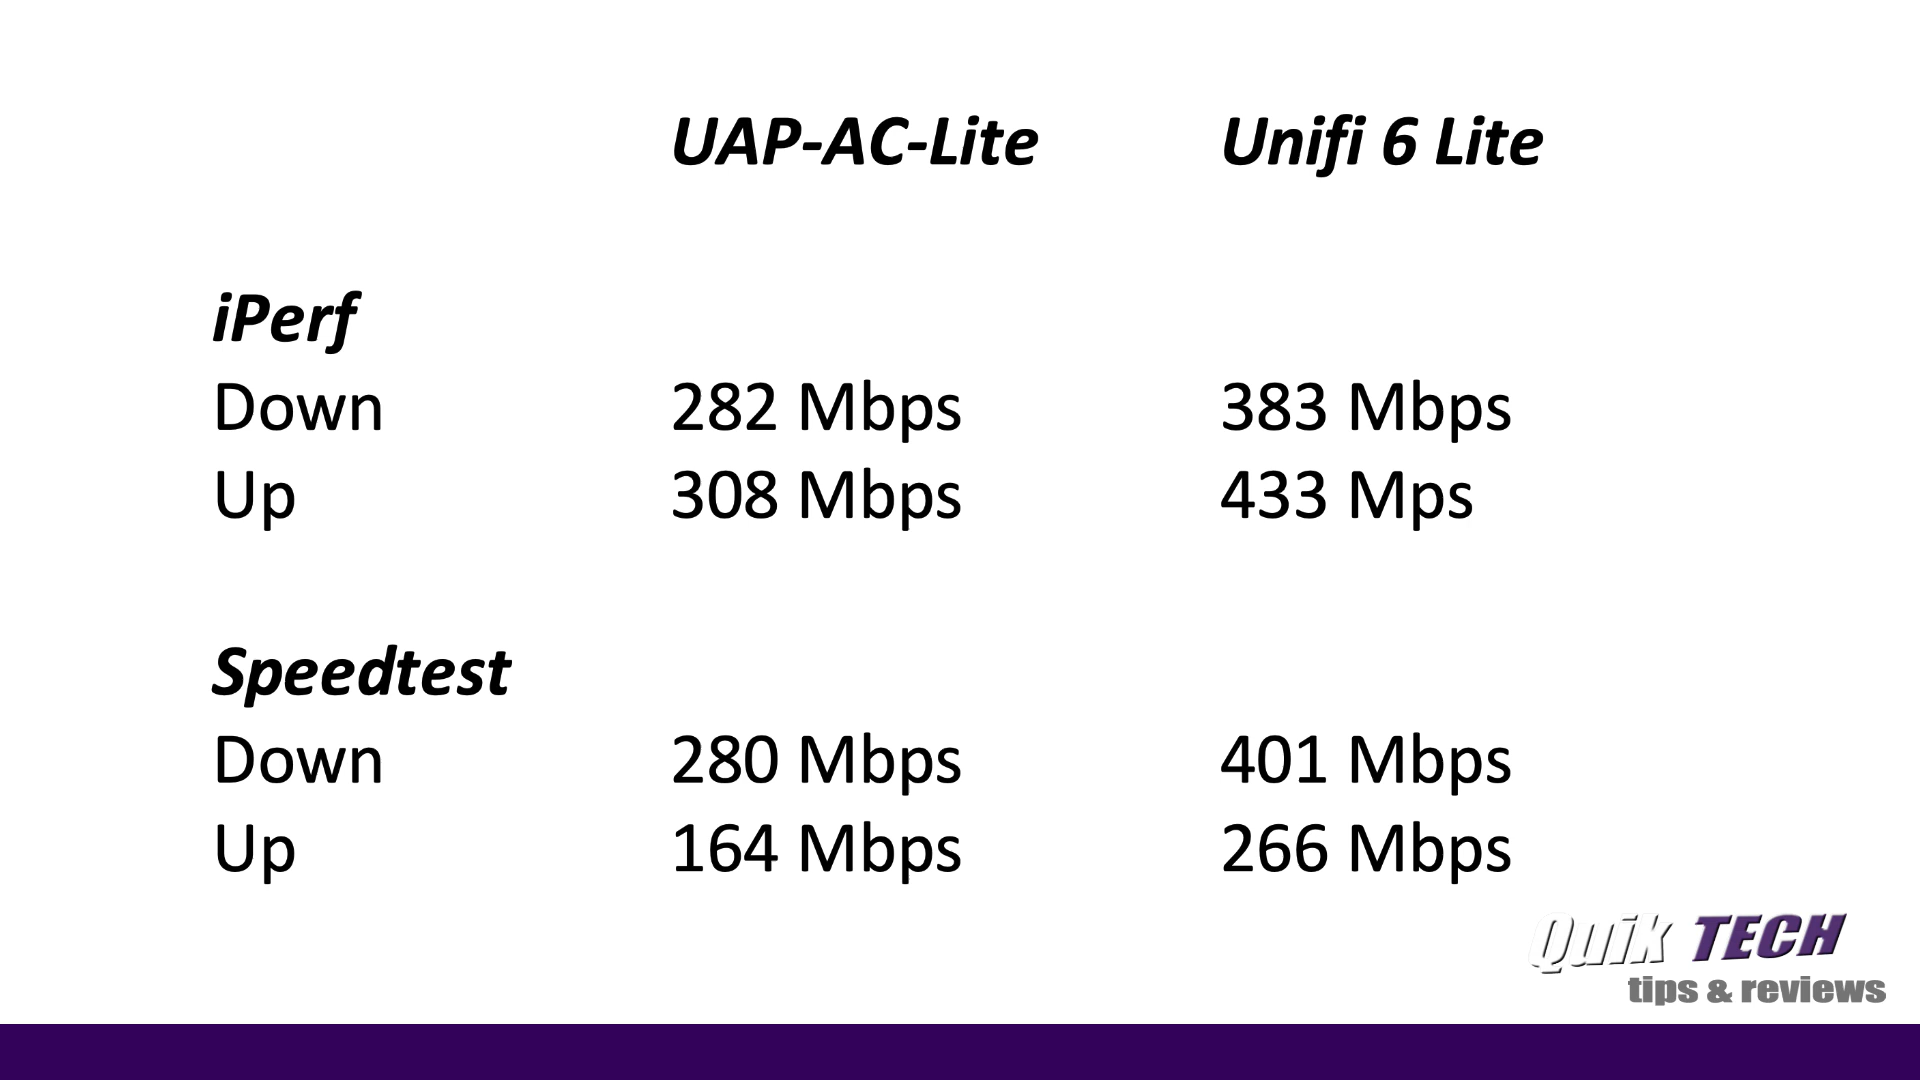 UAP-AC-Lite Unifi 6 Lite
iPerf
Down 282 Mbps 383 Mbps
Up 308 Mbps 433 Mps
Speedtest
Down 280 Mbps 401 Mbps
Up 164 Mbps 266 Mbps
Quik TECH
tips & reviews